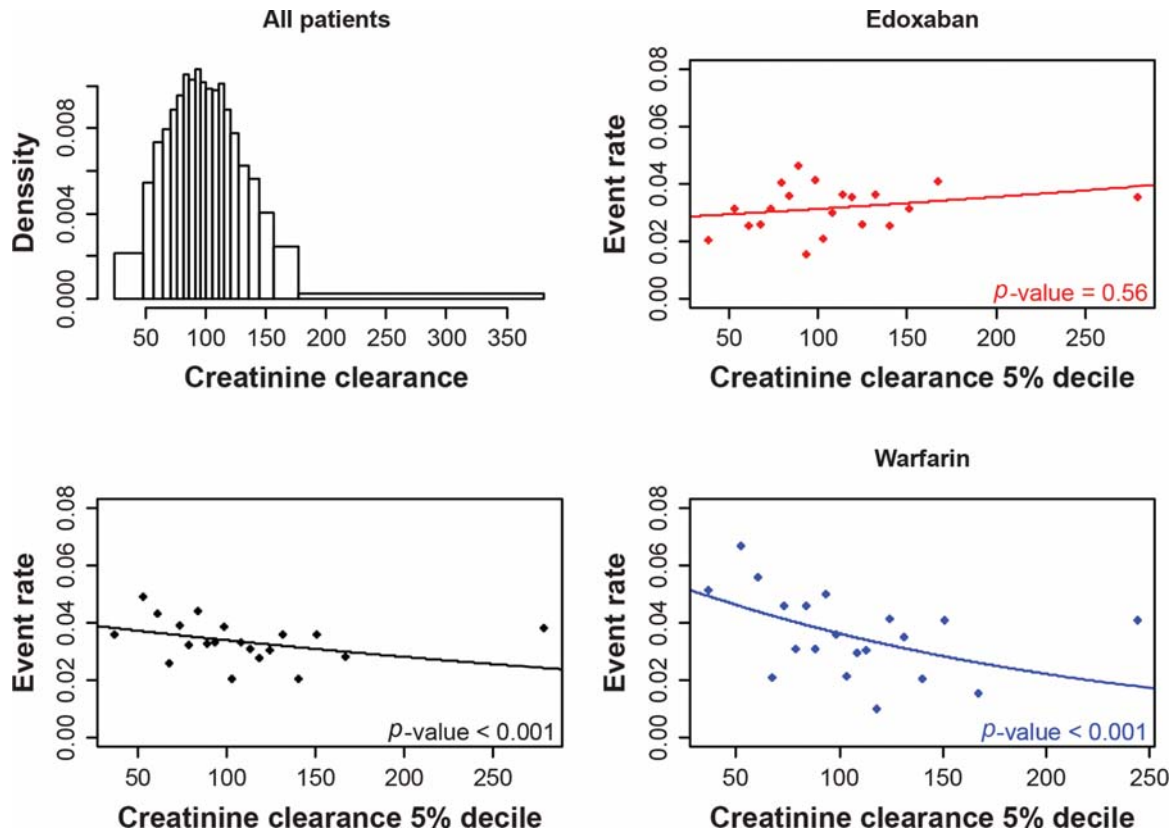 All patients
Denssity
0.000
0.004
0.008
50 100 150 200 250 300 350
Creatinine clearance
Edoxaban
Event rate
0.00
0.02
0.04
0.06
0.08
p-value = 0.56
50 100 150 200 250
Creatinine clearance 5% decile
Event rate
0.00
0.02
0.04
0.06
0.08
p-value < 0.001
50 100 150 200 250
Creatinine clearance 5% decile
Warfarin
Event rate
0.00
0.02
0.04
0.06
0.08
p-value < 0.001
50 100 150 200 250
Creatinine clearance 5% decile